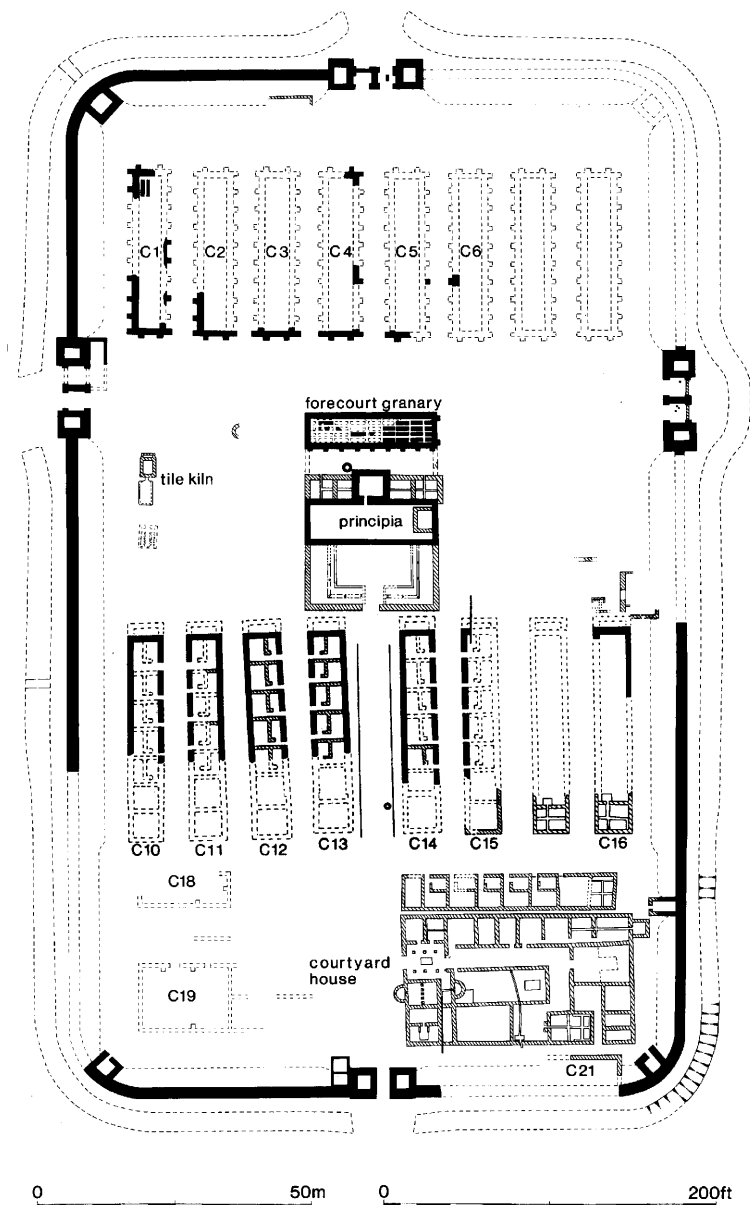 C1 C2 C3 C4 C5 C6
forecourt granary
tile kiln
principia
C10 C11 C12 C13 C14 C15 C16
C18
courtyard
house
C19
C21
0 50m 0 200ft